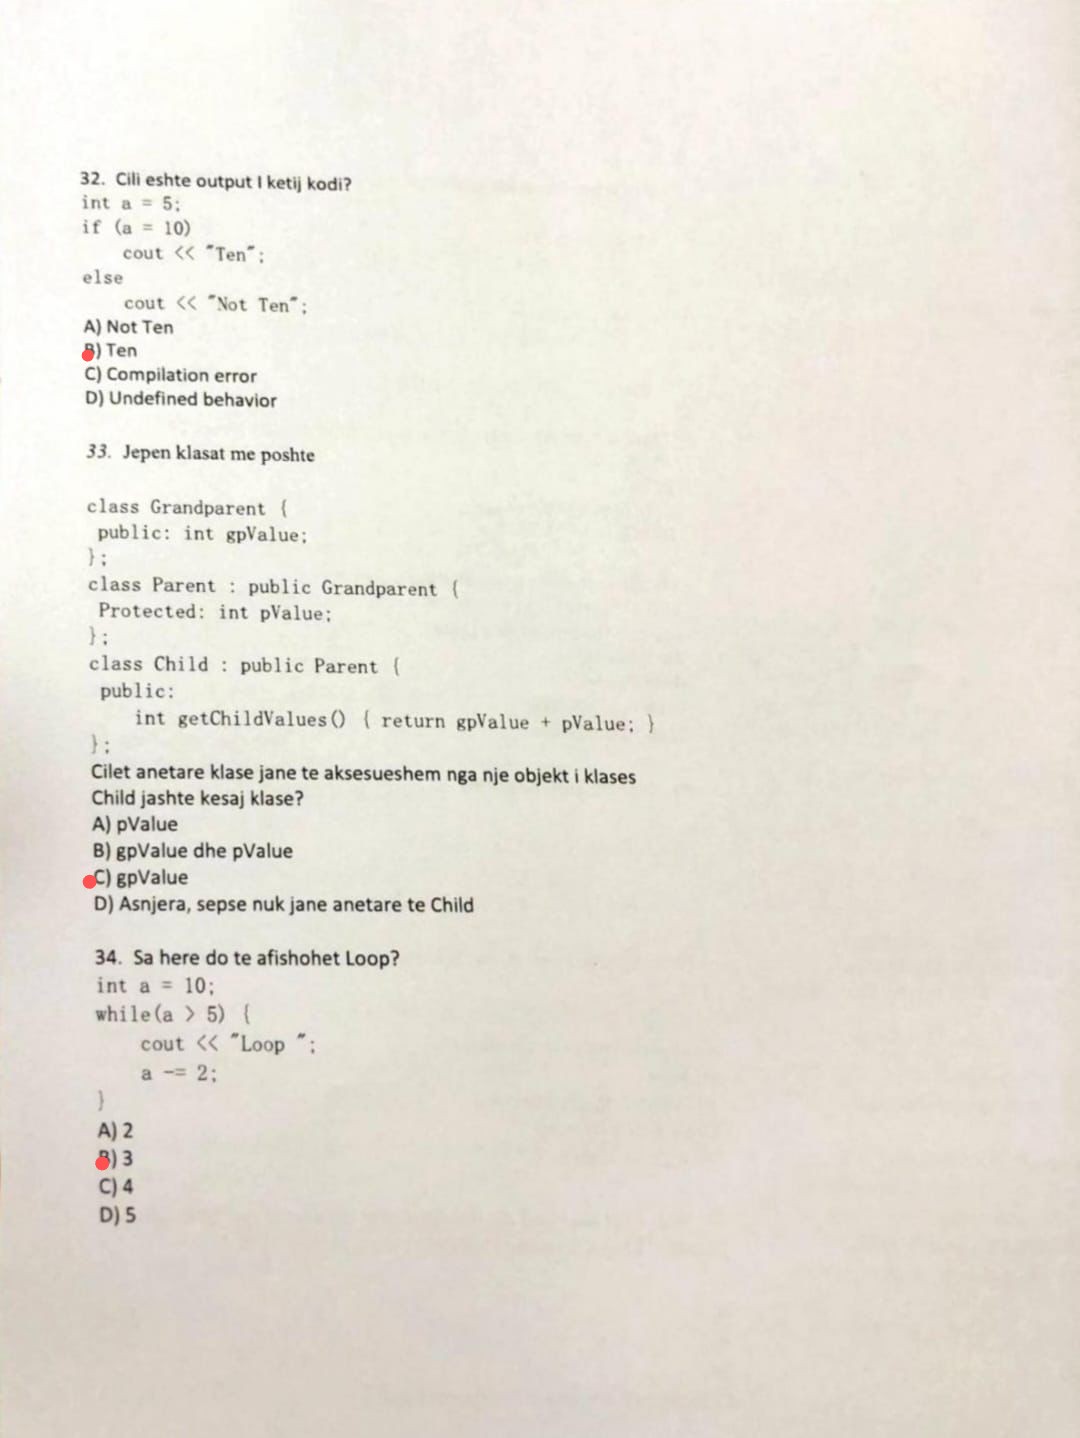 32. Cili eshte output I ketij kodi?
int a = 5;
if (a = 10)
    cout << "Ten";
else
    cout << "Not Ten";
A) Not Ten
B) Ten
C) Compilation error
D) Undefined behavior
33. Jepen klasat me poshte
class Grandparent {
 public: int gpValue;
};
class Parent : public Grandparent {
 Protected: int pValue;
};
class Child : public Parent {
 public:
    int getChildValues() { return gpValue + pValue; }
};
Cilet anetare klase jane te aksesueshem nga nje objekt i klases
Child jashte kesaj klase?
A) pValue
B) gpValue dhe pValue
C) gpValue
D) Asnjera, sepse nuk jane anetare te Child
34. Sa here do te afishohet Loop?
int a = 10;
while(a > 5) {
    cout << "Loop ";
    a -= 2;
}
A) 2
B) 3
C) 4
D) 5